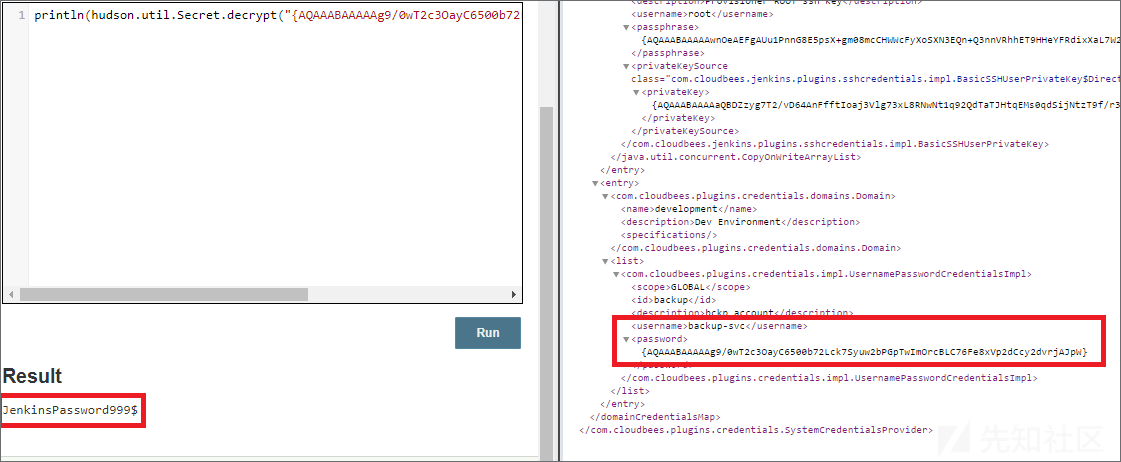 1 println(hudson.util.Secret.decrypt("{AQAAABAAAAAg9/0wT2c3OayC6500b72
Run
Result
JenkinsPassword999$
<description>Provisioner ROOT ssh key</description>
<username>root</username>
<passphrase>
{AQAAABAAAAAwnOeAEFgAUu1PnnG8E5psX+gm08mcCHWWcFyXoSXN3EQn+Q3nnVRhhET9HHeYFRdixXaL7W2
</passphrase>
<privateKeySource
class="com.cloudbees.jenkins.plugins.sshcredentials.impl.BasicSSHUserPrivateKey$Direct
<privateKey>
{AQAAABAAAAaQBDZzyg7T2/vD64AnFfftIoaj3Vlg73xL8RNwNt1q92QdTaTJHtqEMs0qdSijNtzT9f/r3
</privateKey>
</privateKeySource>
</com.cloudbees.jenkins.plugins.sshcredentials.impl.BasicSSHUserPrivateKey>
</java.util.concurrent.CopyOnWriteArrayList>
</entry>
<entry>
<com.cloudbees.plugins.credentials.domains.Domain>
<name>development</name>
<description>Dev Environment</description>
<specifications/>
</com.cloudbees.plugins.credentials.domains.Domain>
<list>
<com.cloudbees.plugins.credentials.impl.UsernamePasswordCredentialsImpl>
<scope>GLOBAL</scope>
<id>backup</id>
<description>bckp account</description>
<username>backup-svc</username>
<password>
{AQAAABAAAAAg9/0wT2c3OayC6500b72Lck7Syuw2bPGpTwImOrcBLC76Fe8xVp2dCcy2dvrjAJpW}
</password>
</com.cloudbees.plugins.credentials.impl.UsernamePasswordCredentialsImpl>
</list>
</entry>
</domainCredentialsMap>
</com.cloudbees.plugins.credentials.SystemCredentialsProvider>
先知社区